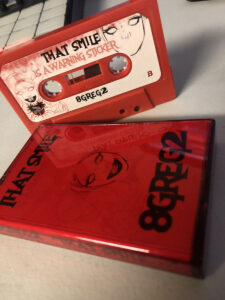 THAT SMILE
IS A WARNING STICKER
8GREG2
B
THAT SMILE
8GREG2